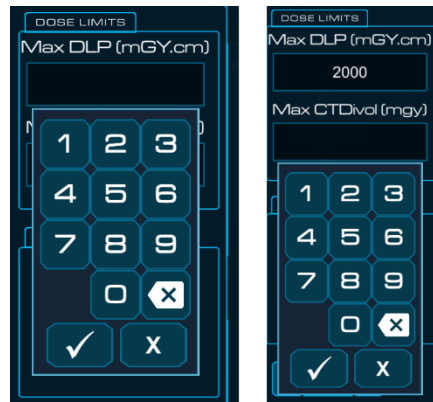 DOSE LIMITS
Max DLP (mGY.cm)
1 2 3
4 5 6
7 8 9
0 X
✓ X
DOSE LIMITS
Max DLP (mGY.cm)
2000
Max CTDivol (mgy)
1 2 3
4 5 6
7 8 9
0 X
✓ X